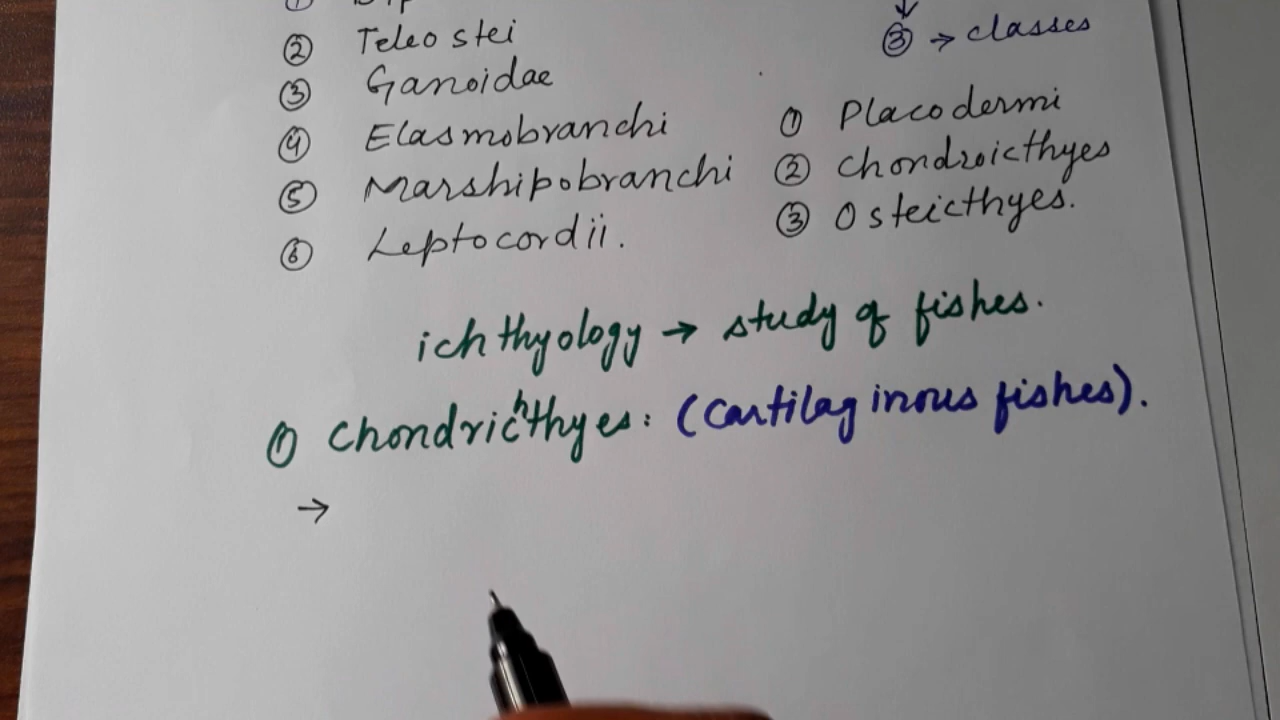 ①
② Teleostei
③ Ganoidae
④ Elasmobranchi
⑤ Marshipobranchi
⑥ Leptocordii.
↓
③ → classes
① Placodermi
② Chondroicthyes
③ Osteicthyes.
ichthyology → study of fishes.
① Chondrichthyes: (Cartilaginous fishes).
→